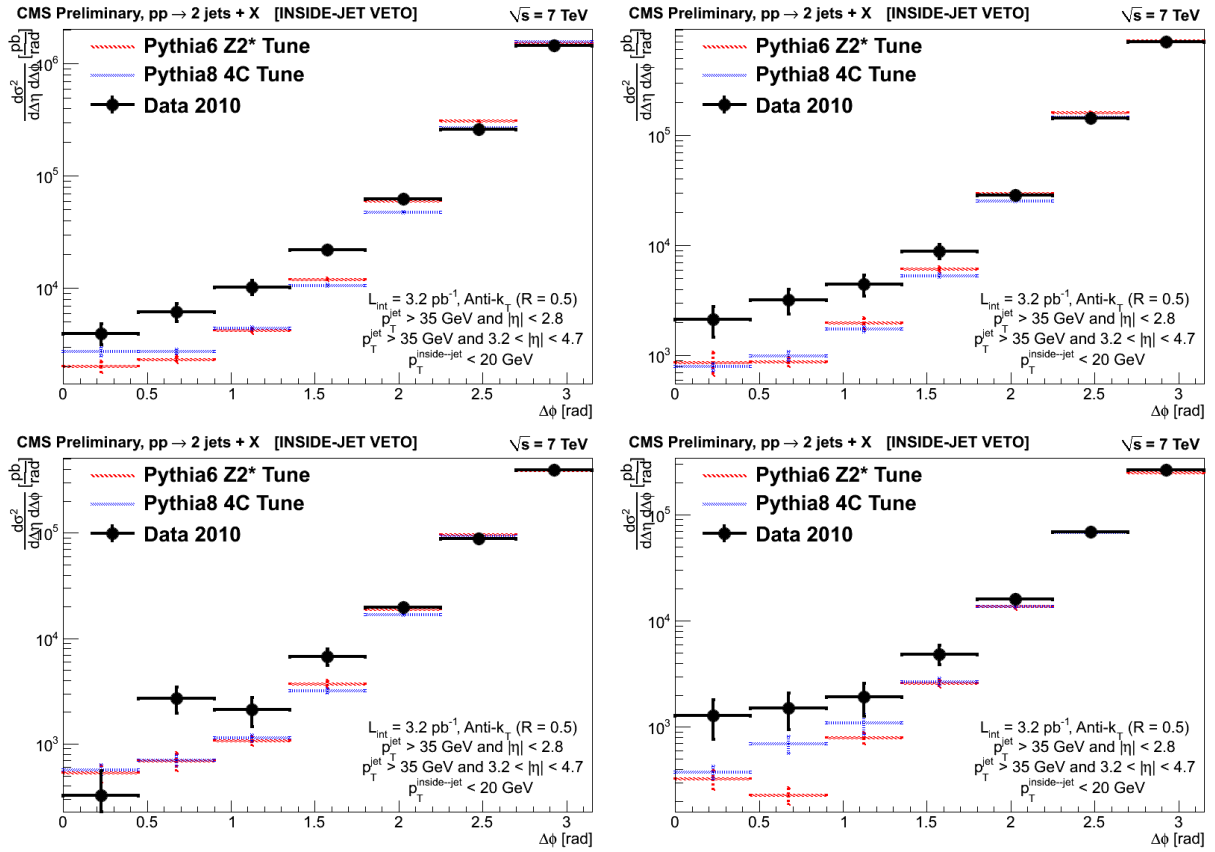 CMS Preliminary, pp → 2 jets + X [INSIDE-JET VETO] √s = 7 TeV
dσ²/dΔη dΔφ [pb/rad]
Pythia6 Z2* Tune
Pythia8 4C Tune
Data 2010
10⁶
10⁵
10⁴
L_int = 3.2 pb⁻¹, Anti-k_T (R = 0.5)
p_T^jet > 35 GeV and |η| < 2.8
p_T^jet > 35 GeV and 3.2 < |η| < 4.7
p_T^inside--jet < 20 GeV
0 0.5 1 1.5 2 2.5 3
Δφ [rad]
CMS Preliminary, pp → 2 jets + X [INSIDE-JET VETO] √s = 7 TeV
dσ²/dΔη dΔφ [pb/rad]
Pythia6 Z2* Tune
Pythia8 4C Tune
Data 2010
10⁵
10⁴
10³
L_int = 3.2 pb⁻¹, Anti-k_T (R = 0.5)
p_T^jet > 35 GeV and |η| < 2.8
p_T^jet > 35 GeV and 3.2 < |η| < 4.7
p_T^inside--jet < 20 GeV
0 0.5 1 1.5 2 2.5 3
Δφ [rad]
CMS Preliminary, pp → 2 jets + X [INSIDE-JET VETO] √s = 7 TeV
dσ²/dΔη dΔφ [pb/rad]
Pythia6 Z2* Tune
Pythia8 4C Tune
Data 2010
10⁵
10⁴
10³
L_int = 3.2 pb⁻¹, Anti-k_T (R = 0.5)
p_T^jet > 35 GeV and |η| < 2.8
p_T^jet > 35 GeV and 3.2 < |η| < 4.7
p_T^inside--jet < 20 GeV
0 0.5 1 1.5 2 2.5 3
Δφ [rad]
CMS Preliminary, pp → 2 jets + X [INSIDE-JET VETO] √s = 7 TeV
dσ²/dΔη dΔφ [pb/rad]
Pythia6 Z2* Tune
Pythia8 4C Tune
Data 2010
10⁵
10⁴
10³
L_int = 3.2 pb⁻¹, Anti-k_T (R = 0.5)
p_T^jet > 35 GeV and |η| < 2.8
p_T^jet > 35 GeV and 3.2 < |η| < 4.7
p_T^inside--jet < 20 GeV
0 0.5 1 1.5 2 2.5 3
Δφ [rad]